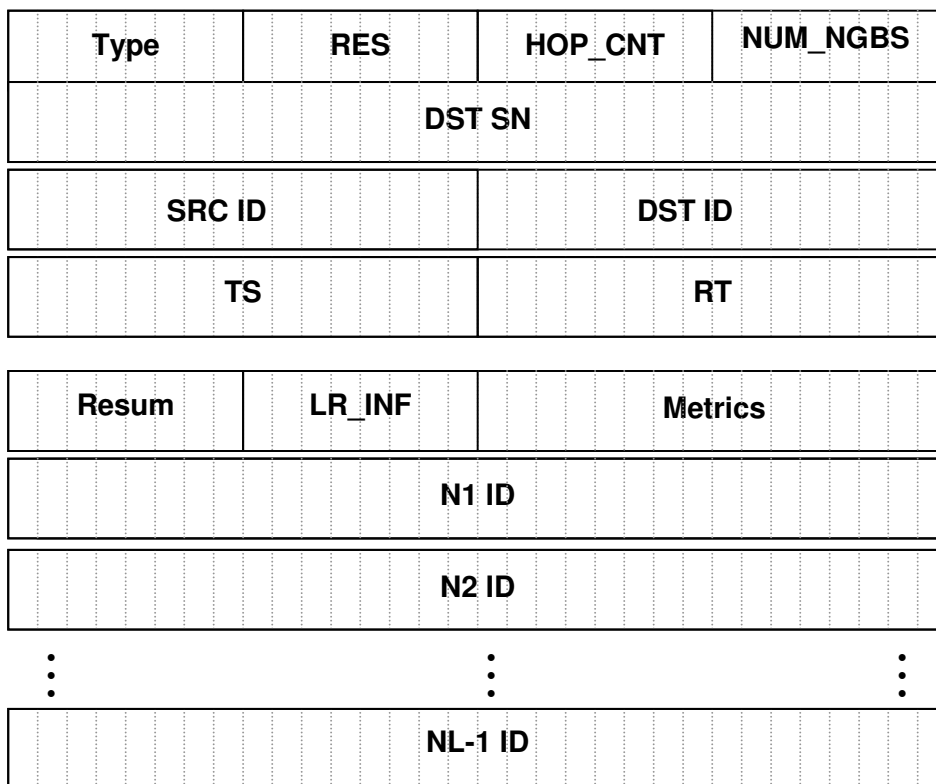 Type RES HOP_CNT NUM_NGBS
DST SN
SRC ID DST ID
TS RT
Resum LR_INF Metrics
N1 ID
N2 ID
NL-1 ID